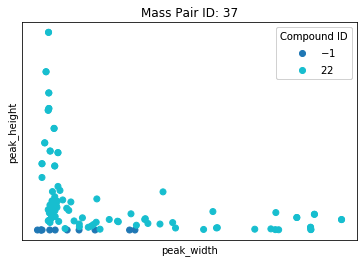 Mass Pair ID: 37
Compound ID
−1
22
peak_height
peak_width